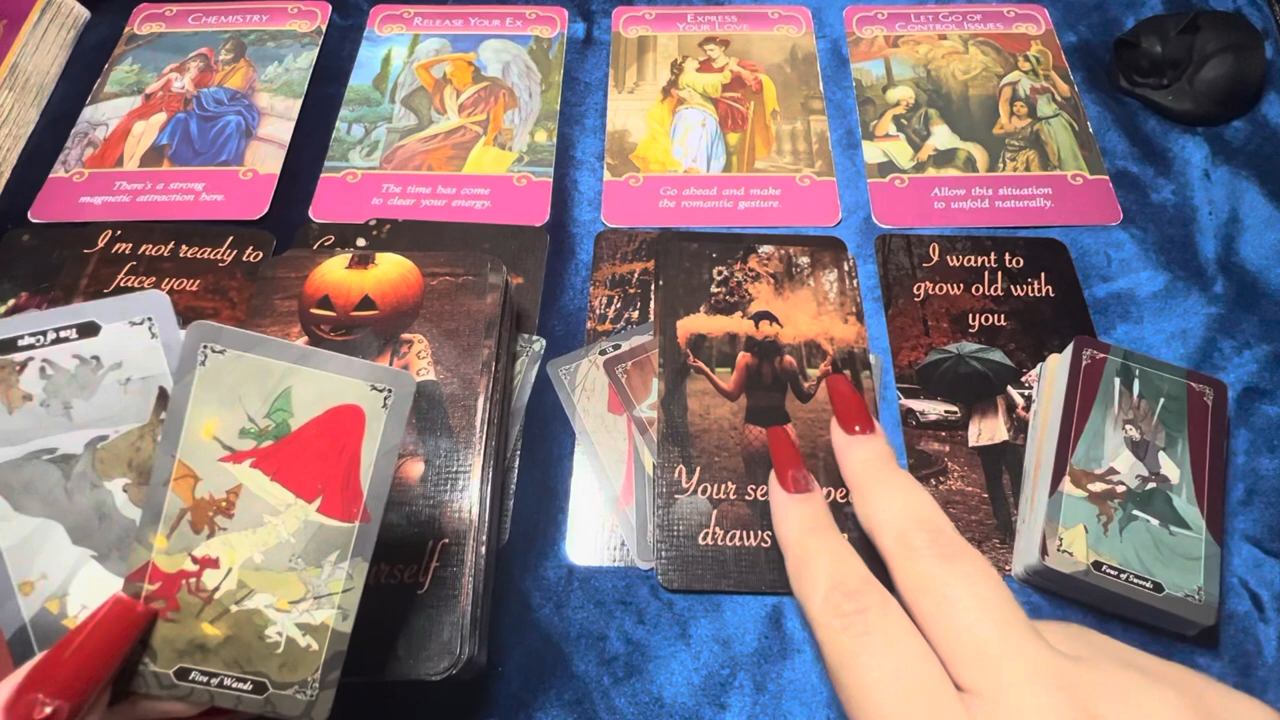 CHEMISTRY
There's a strong
magnetic attraction here.
RELEASE YOUR EX
The time has come
to clear your energy.
EXPRESS
YOUR LOVE
Go ahead and make
the romantic gesture.
LET GO OF
CONTROL ISSUES
Allow this situation
to unfold naturally.
I'm not ready to
face you
Your
draws
I want to
grow old with
you
Ten of Cups
Five of Wands
XI
Four of Swords